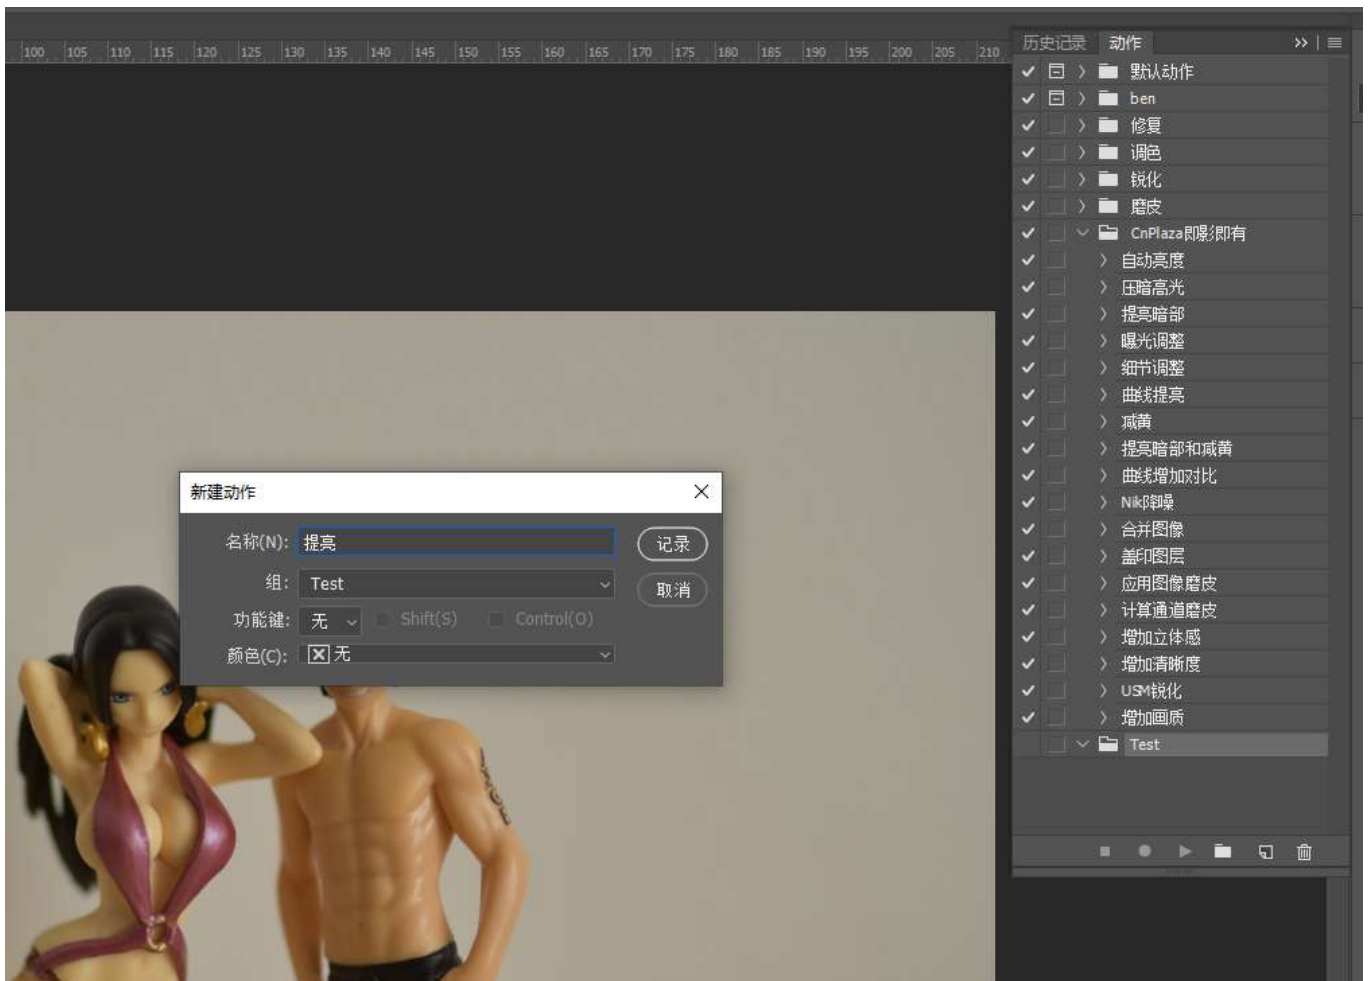 100 105 110 115 120 125 130 135 140 145 150 155 160 165 170 175 180 185 190 195 200 205 210
历史记录 动作
默认动作
ben
修复
调色
锐化
磨皮
CnPlaza即影即有
自动亮度
压暗高光
提亮暗部
曝光调整
细节调整
曲线提亮
减黄
提亮暗部和减黄
曲线增加对比
Nik降噪
合并图像
盖印图层
应用图像磨皮
计算通道磨皮
增加立体感
增加清晰度
USM锐化
增加画质
Test
新建动作
名称(N): 提亮 记录
组: Test 取消
功能键: 无 Shift(S) Control(O)
颜色(C): 无